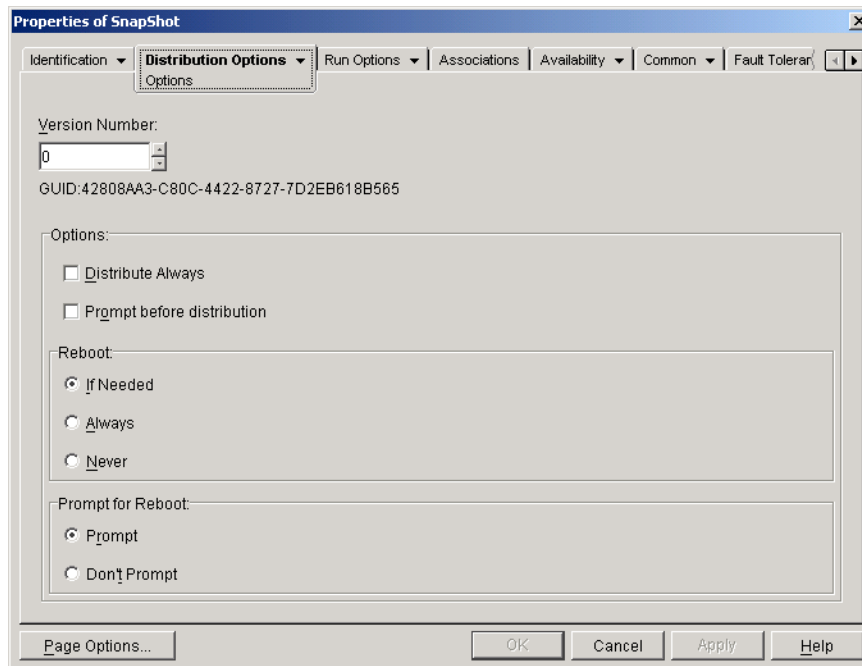 Properties of SnapShot
Identification Distribution Options Run Options Associations Availability Common Fault Toleran
Options
Version Number:
0
GUID:42808AA3-C80C-4422-8727-7D2EB618B565
Options:
Distribute Always
Prompt before distribution
Reboot:
If Needed
Always
Never
Prompt for Reboot:
Prompt
Don't Prompt
Page Options... OK Cancel Apply Help